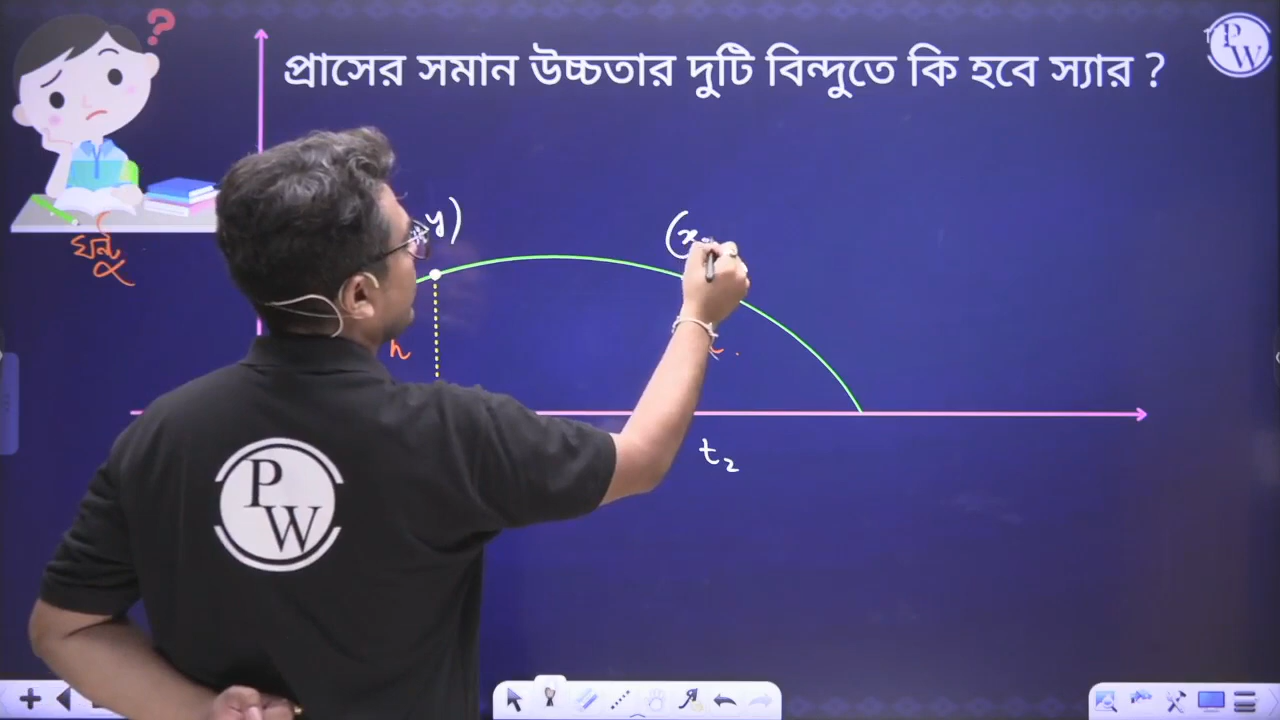 প্রাসের সমান উচ্চতার দুটি বিন্দুতে কি হবে স্যার ?
PW
ঘন্টু
y)
(x
h
t₂
PW